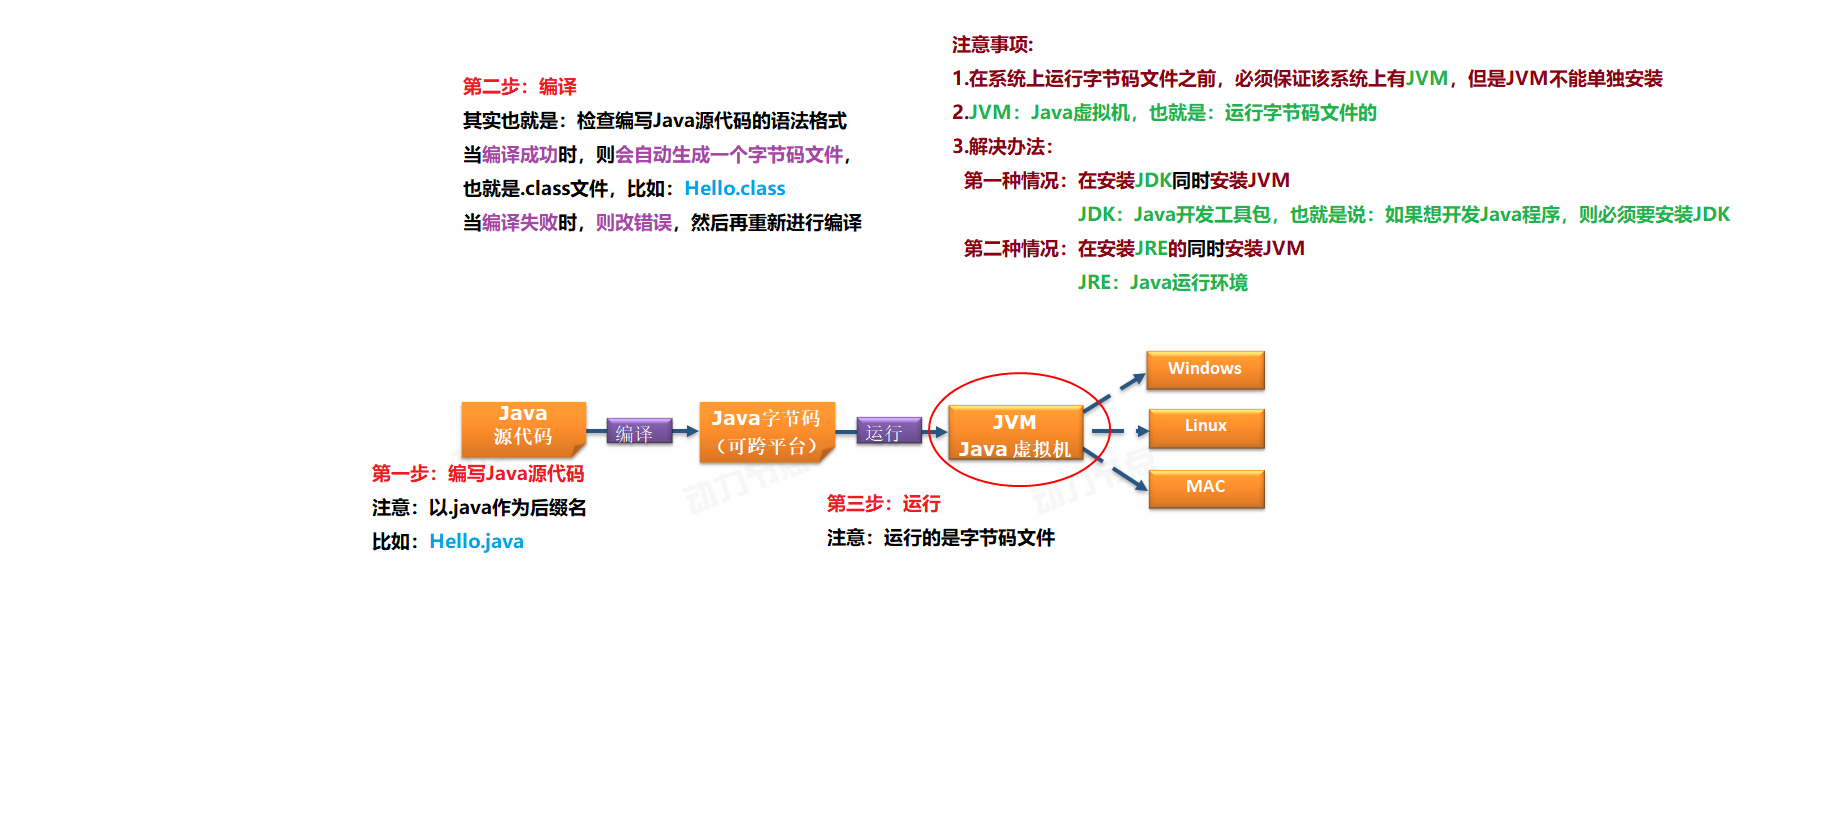 注意事项:
1.在系统上运行字节码文件之前，必须保证该系统上有JVM，但是JVM不能单独安装
2.JVM：Java虚拟机，也就是：运行字节码文件的
3.解决办法：
第一种情况：在安装JDK同时安装JVM
JDK：Java开发工具包，也就是说：如果想开发Java程序，则必须要安装JDK
第二种情况：在安装JRE的同时安装JVM
JRE：Java运行环境
第二步：编译
其实也就是：检查编写Java源代码的语法格式
当编译成功时，则会自动生成一个字节码文件，
也就是.class文件，比如：Hello.class
当编译失败时，则改错误，然后再重新进行编译
Java
源代码
编译
Java字节码
（可跨平台）
运行
JVM
Java 虚拟机
Windows
Linux
MAC
第一步：编写Java源代码
注意：以.java作为后缀名
比如：Hello.java
第三步：运行
注意：运行的是字节码文件
动力节点
动力节点